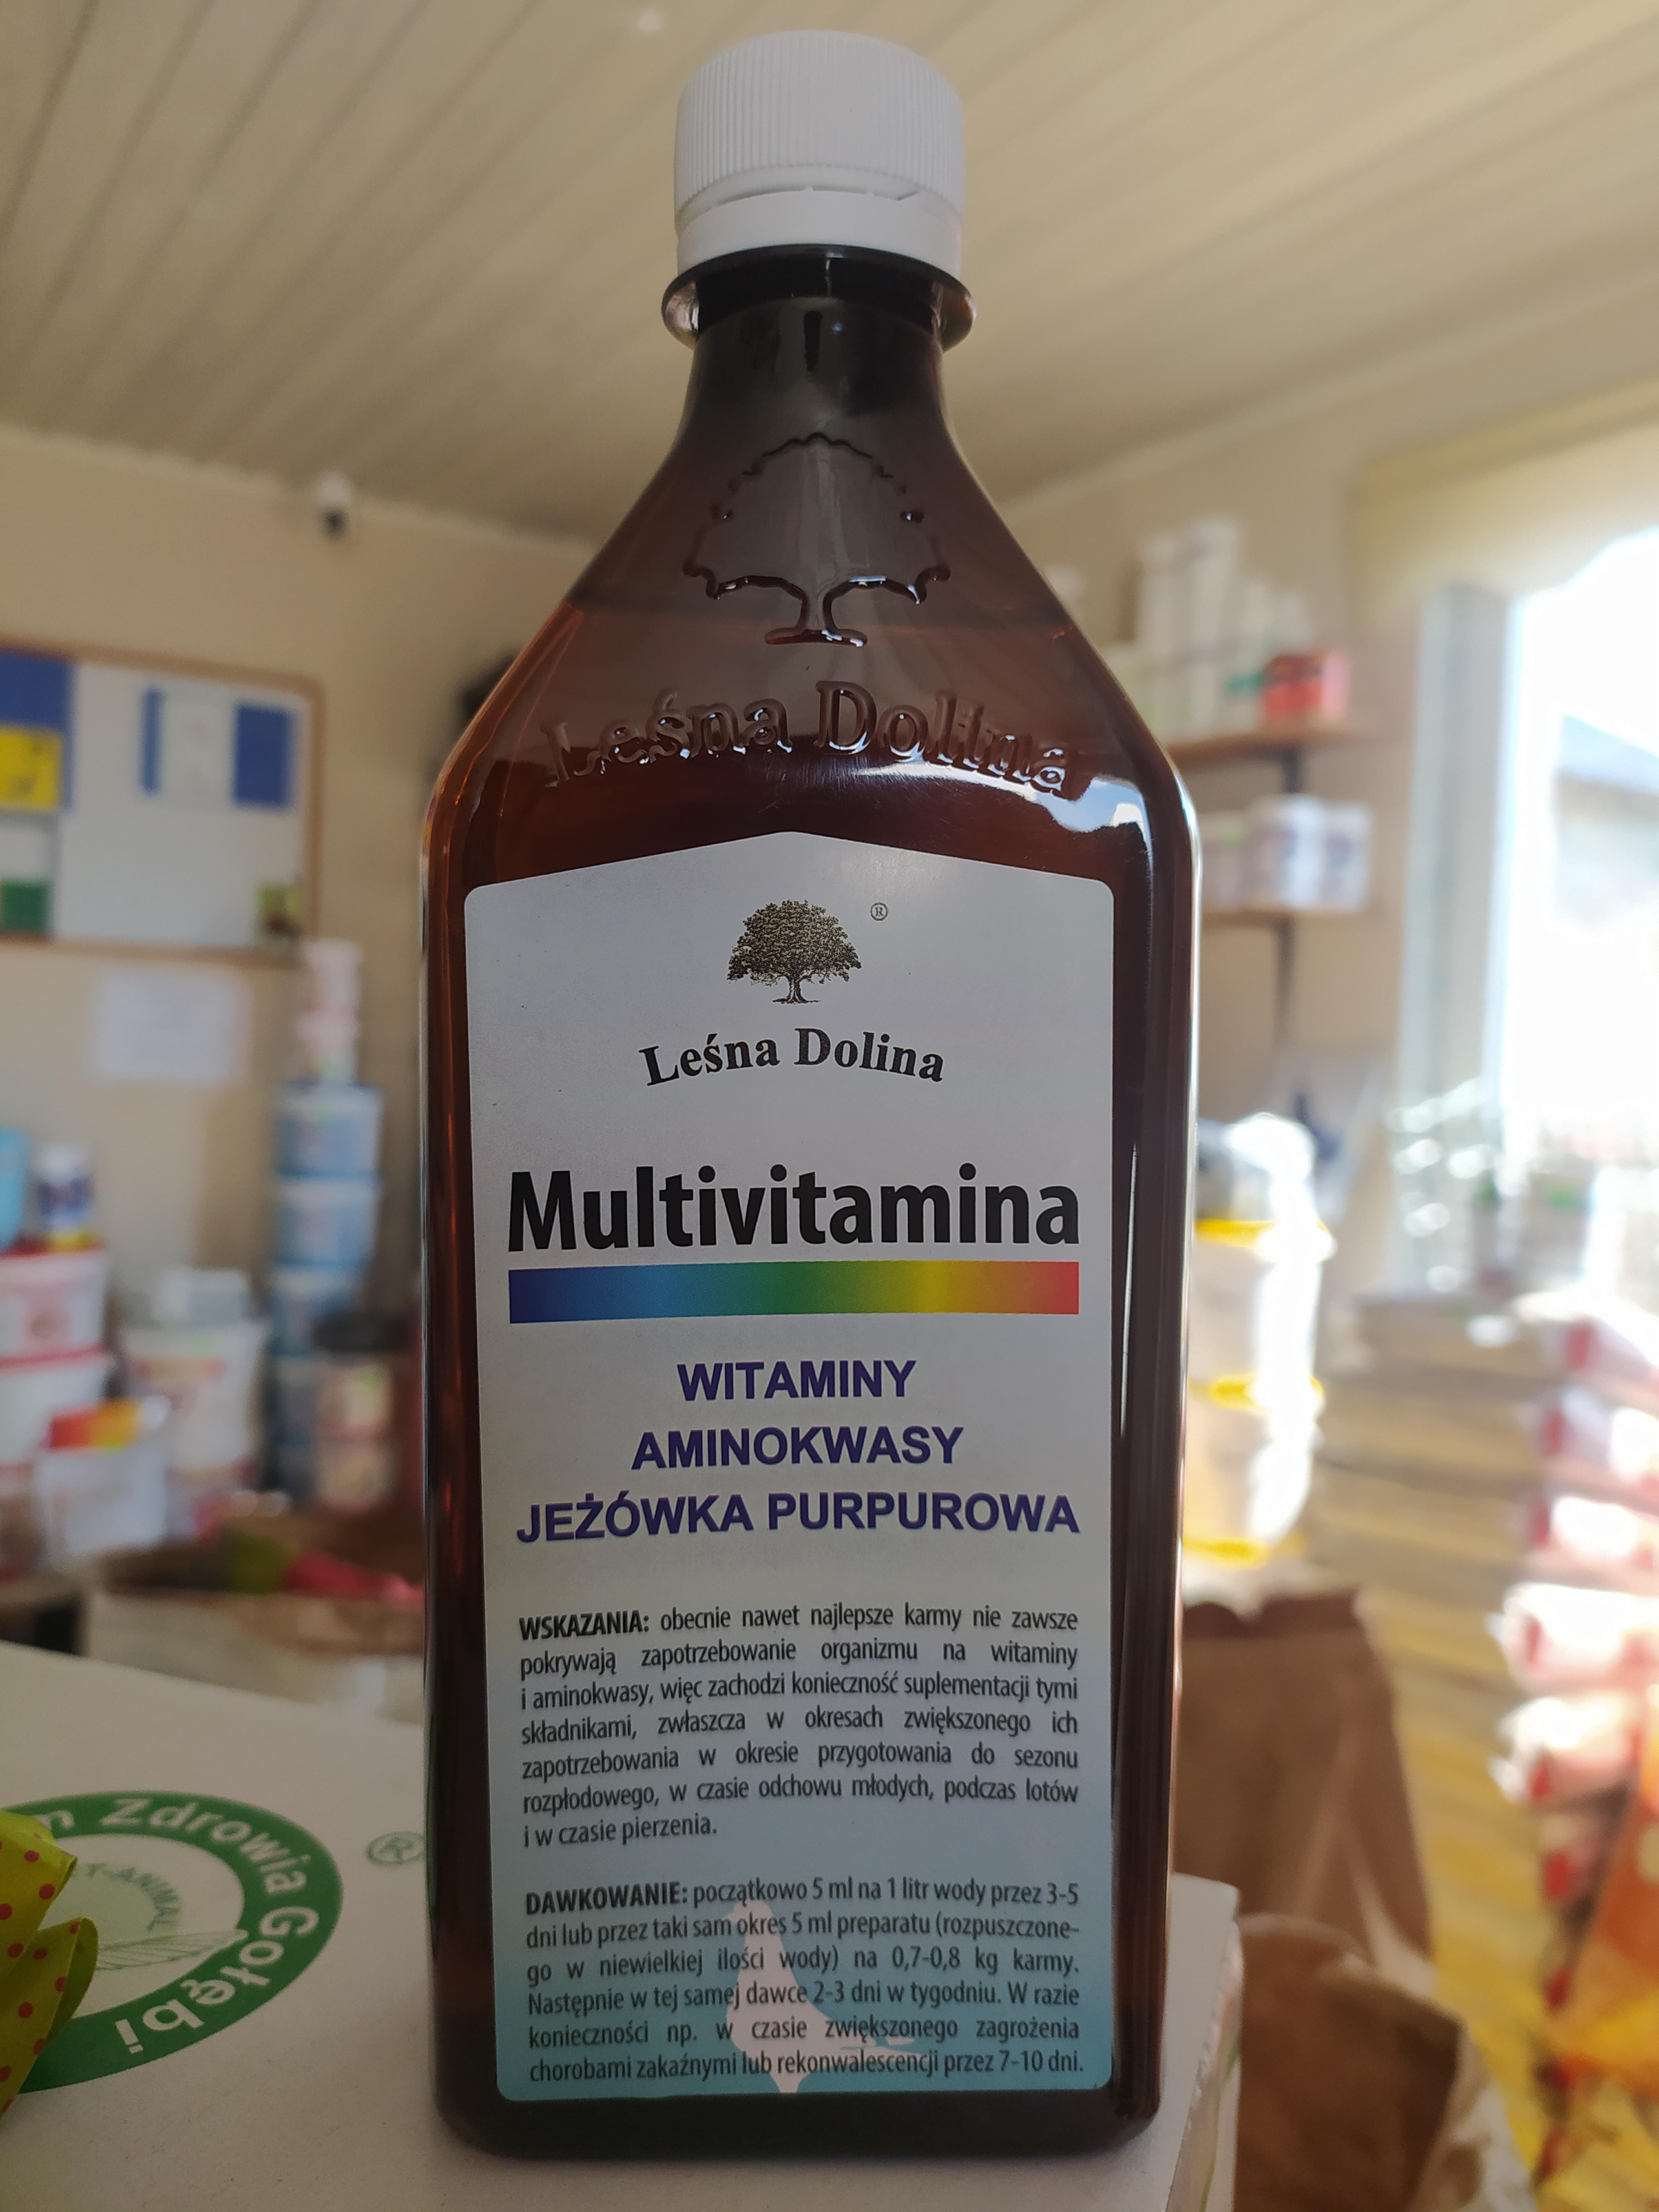 Leśna Dolina
®
Leśna Dolina
Multivitamina
WITAMINY
AMINOKWASY
JEŻÓWKA PURPUROWA
WSKAZANIA: obecnie nawet najlepsze karmy nie zawsze
pokrywają zapotrzebowanie organizmu na witaminy
i aminokwasy, więc zachodzi konieczność suplementacji tymi
składnikami, zwłaszcza w okresach zwiększonego ich
zapotrzebowania w okresie przygotowania do sezonu
rozpłodowego, w czasie odchowu młodych, podczas lotów
i w czasie pierzenia.
DAWKOWANIE: początkowo 5 ml na 1 litr wody przez 3-5
dni lub przez taki sam okres 5 ml preparatu (rozpuszczone-
go w niewielkiej ilości wody) na 0,7-0,8 kg karmy.
Następnie w tej samej dawce 2-3 dni w tygodniu. W razie
konieczności np. w czasie zwiększonego zagrożenia
chorobami zakaźnymi lub rekonwalescencji przez 7-10 dni.
Zdrowia Gołębi
®